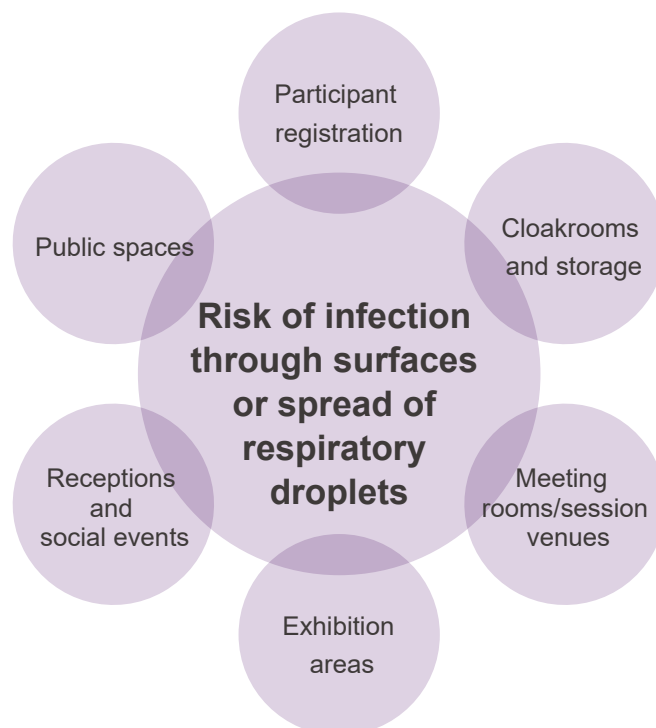 Participant
registration
Cloakrooms
and storage
Public spaces
Risk of infection
through surfaces
or spread of
respiratory
droplets
Meeting
rooms/session
venues
Receptions
and
social events
Exhibition
areas